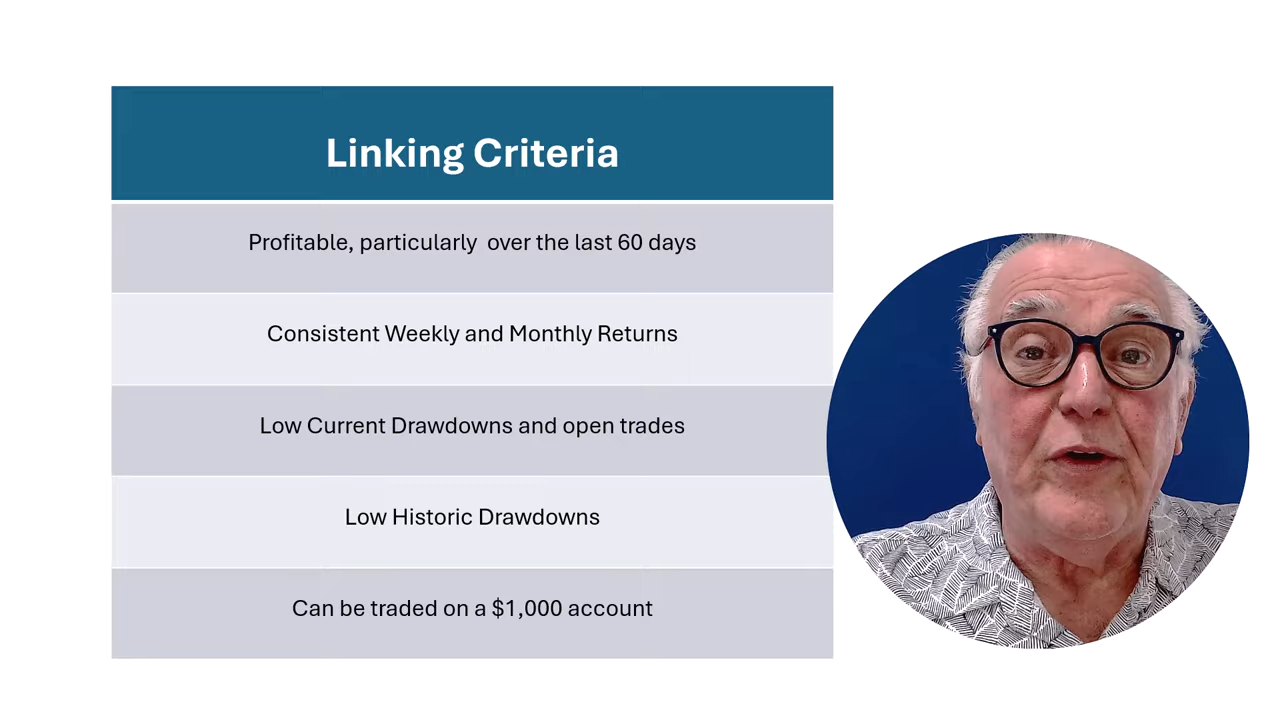 Linking Criteria
Profitable, particularly  over the last 60 days
Consistent Weekly and Monthly Returns
Low Current Drawdowns and open trades
Low Historic Drawdowns
Can be traded on a $1,000 account